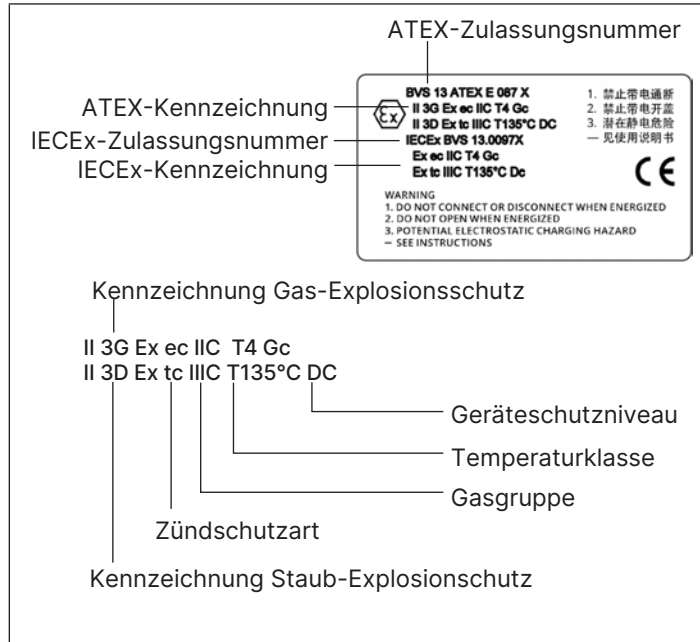 ATEX-Zulassungsnummer
ATEX-Kennzeichnung
IECEx-Zulassungsnummer
IECEx-Kennzeichnung
BVS 13 ATEX E 087 X
Ex
II 3G Ex ec IIC T4 Gc
II 3D Ex tc IIIC T135°C DC
IECEx BVS 13.0097X
Ex ec IIC T4 Gc
Ex tc IIIC T135°C Dc
1. 禁止带电通断
2. 禁止带电开盖
3. 潜在静电危险
— 见使用说明书
CE
WARNING
1. DO NOT CONNECT OR DISCONNECT WHEN ENERGIZED
2. DO NOT OPEN WHEN ENERGIZED
3. POTENTIAL ELECTROSTATIC CHARGING HAZARD
– SEE INSTRUCTIONS
Kennzeichnung Gas-Explosionsschutz
II 3G Ex ec IIC T4 Gc
II 3D Ex tc IIIC T135°C DC
Geräteschutzniveau
Temperaturklasse
Gasgruppe
Zündschutzart
Kennzeichnung Staub-Explosionschutz